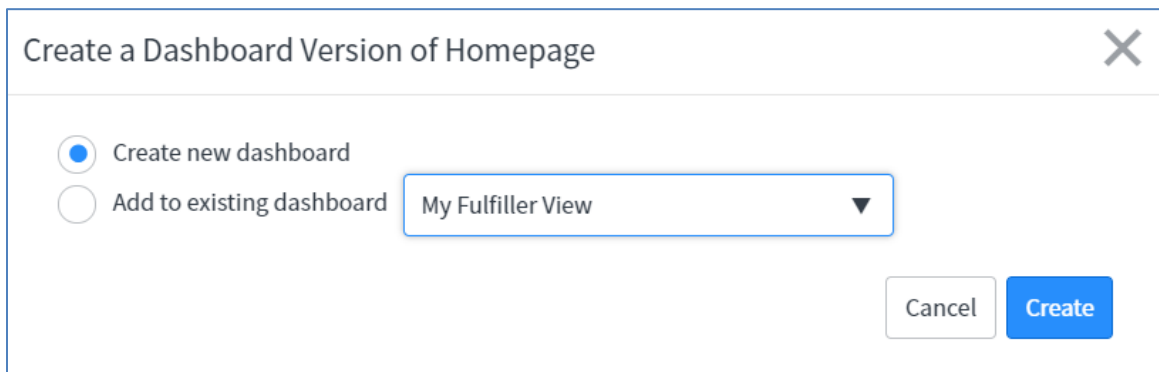 Create a Dashboard Version of Homepage
Create new dashboard
Add to existing dashboard My Fulfiller View
Cancel Create